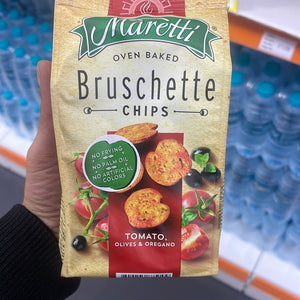 Maretti
OVEN BAKED
Bruschette
CHIPS
NO FRYING
NO PALM OIL
NO ARTIFICIAL
COLORS
TOMATO,
OLIVES & OREGANO